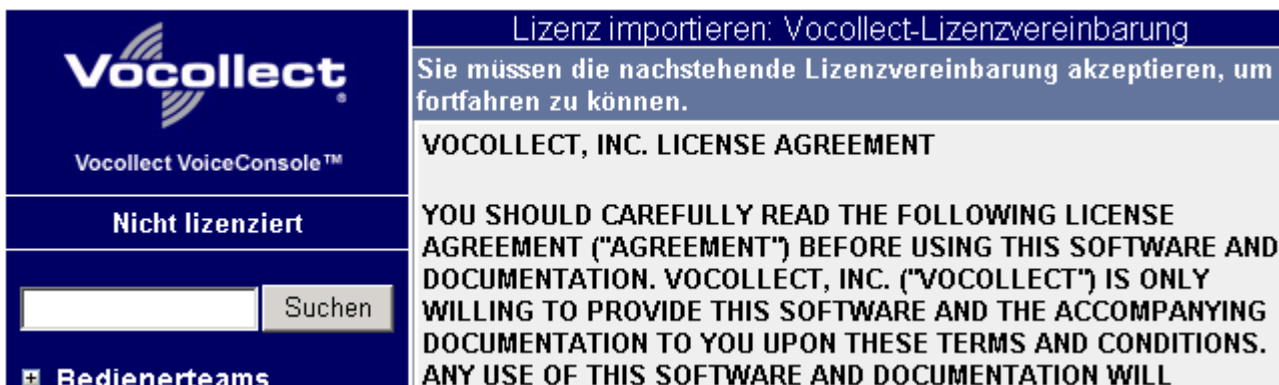 Vocollect
Vocollect VoiceConsole™
Nicht lizenziert
Suchen
Bedienerteams
Lizenz importieren: Vocollect-Lizenzvereinbarung
Sie müssen die nachstehende Lizenzvereinbarung akzeptieren, um
fortfahren zu können.
VOCOLLECT, INC. LICENSE AGREEMENT
YOU SHOULD CAREFULLY READ THE FOLLOWING LICENSE
AGREEMENT ("AGREEMENT") BEFORE USING THIS SOFTWARE AND
DOCUMENTATION. VOCOLLECT, INC. ("VOCOLLECT") IS ONLY
WILLING TO PROVIDE THIS SOFTWARE AND THE ACCOMPANYING
DOCUMENTATION TO YOU UPON THESE TERMS AND CONDITIONS.
ANY USE OF THIS SOFTWARE AND DOCUMENTATION WILL